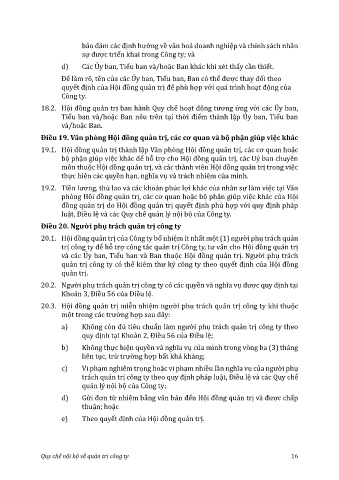 bảo đảm các định hướng về văn hoá doanh nghiệp và chính sách nhân
sự được triển khai trong Công ty; và
d) Các Ủy ban, Tiểu ban và/hoặc Ban khác khi xét thấy cần thiết.
Để làm rõ, tên của các Ủy ban, Tiểu ban, Ban có thể được thay đổi theo
quyết định của Hội đồng quản trị để phù hợp với quá trình hoạt động của
Công ty.
18.2. Hội đồng quản trị ban hành Quy chế hoạt động tương ứng với các Ủy ban,
Tiểu ban và/hoặc Ban nêu trên tại thời điểm thành lập Ủy ban, Tiểu ban
và/hoặc Ban.
Điều 19. Văn phòng Hội đồng quản trị, các cơ quan và bộ phận giúp việc khác
19.1. Hội đồng quản trị thành lập Văn phòng Hội đồng quản trị, các cơ quan hoặc
bộ phận giúp việc khác để hỗ trợ cho Hội đồng quản trị, các Uỷ ban chuyên
môn thuộc Hội đồng quản trị, và các thành viên Hội đồng quản trị trong việc
thực hiện các quyền hạn, nghĩa vụ và trách nhiệm của mình.
19.2. Tiền lương, thù lao và các khoản phúc lợi khác của nhân sự làm việc tại Văn
phòng Hội đồng quản trị, các cơ quan hoặc bộ phận giúp việc khác của Hội
đồng quản trị do Hội đồng quản trị quyết định phù hợp với quy định pháp
luật, Điều lệ và các Quy chế quản lý nội bộ của Công ty.
Điều 20. Người phụ trách quản trị công ty
20.1. Hội đồng quản trị của Công ty bổ nhiệm ít nhất một (1) người phụ trách quản
trị công ty để hỗ trợ công tác quản trị Công ty, tư vấn cho Hội đồng quản trị
và các Ủy ban, Tiểu ban và Ban thuộc Hội đồng quản trị. Người phụ trách
quản trị công ty có thể kiêm thư ký công ty theo quyết định của Hội đồng
quản trị.
20.2. Người phụ trách quản trị công ty có các quyền và nghĩa vụ được quy định tại
Khoản 3, Điều 56 của Điều lệ.
20.3. Hội đồng quản trị miễn nhiệm người phụ trách quản trị công ty khi thuộc
một trong các trường hợp sau đây:
a) Không còn đủ tiêu chuẩn làm người phụ trách quản trị công ty theo
quy định tại Khoản 2, Điều 56 của Điều lệ;
b) Không thực hiện quyền và nghĩa vụ của mình trong vòng ba (3) tháng
liên tục, trừ trường hợp bất khả kháng;
c) Vi phạm nghiêm trọng hoặc vi phạm nhiều lần nghĩa vụ của người phụ
trách quản trị công ty theo quy định pháp luật, Điều lệ và các Quy chế
quản lý nội bộ của Công ty;
d) Gửi đơn từ nhiệm bằng văn bản đến Hội đồng quản trị và được chấp
thuận; hoặc
e) Theo quyết định của Hội đồng quản trị.
Quy chế nội bộ về quản trị công ty 16